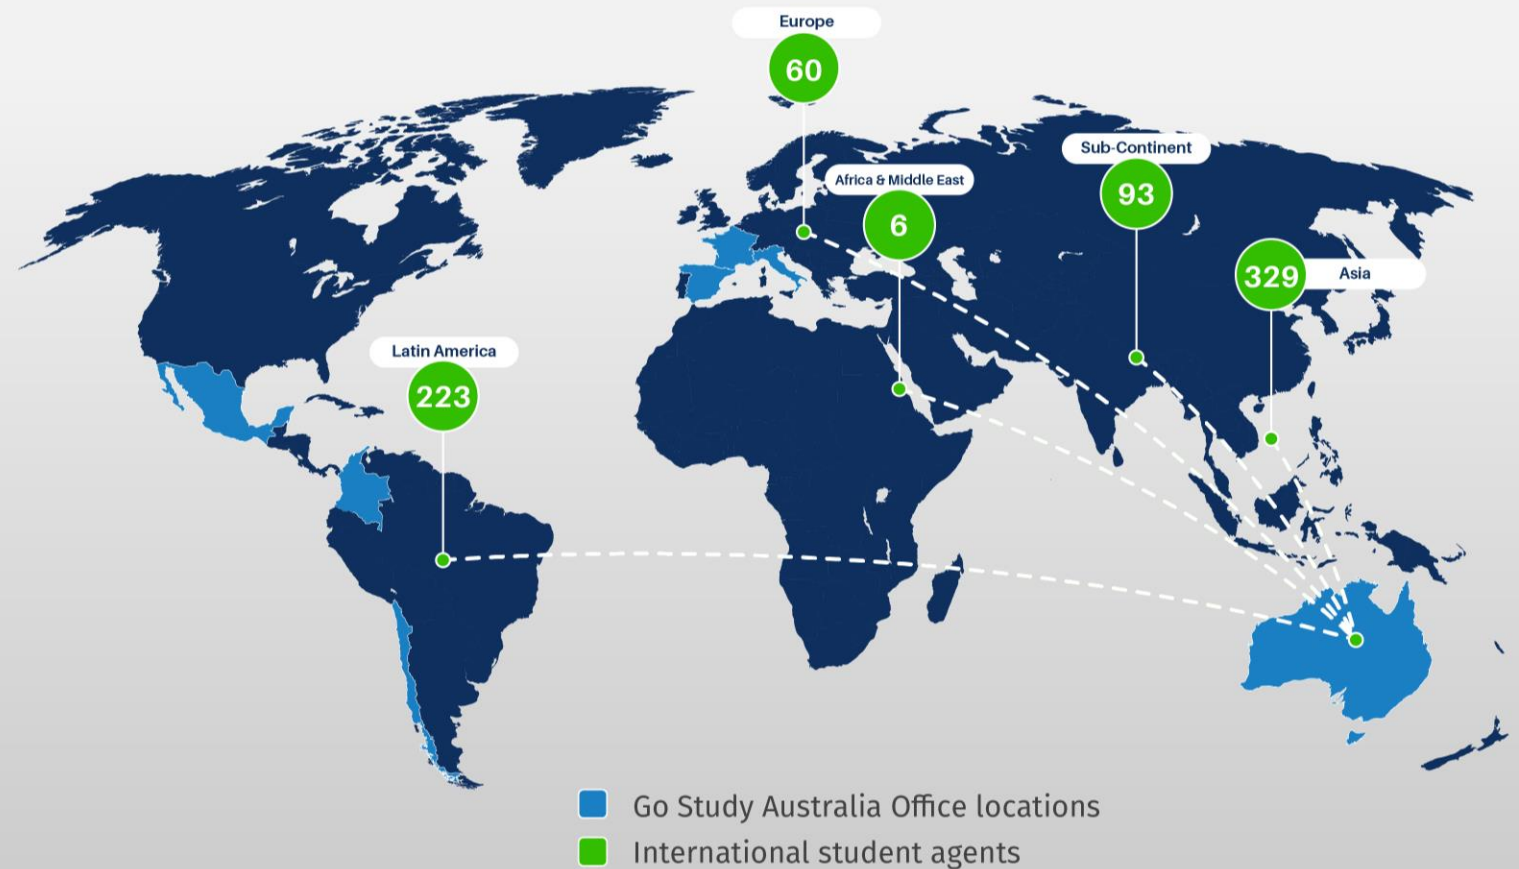 Europe
60
Africa & Middle East
6
Sub-Continent
93
329
Asia
Latin America
223
Go Study Australia Office locations
International student agents